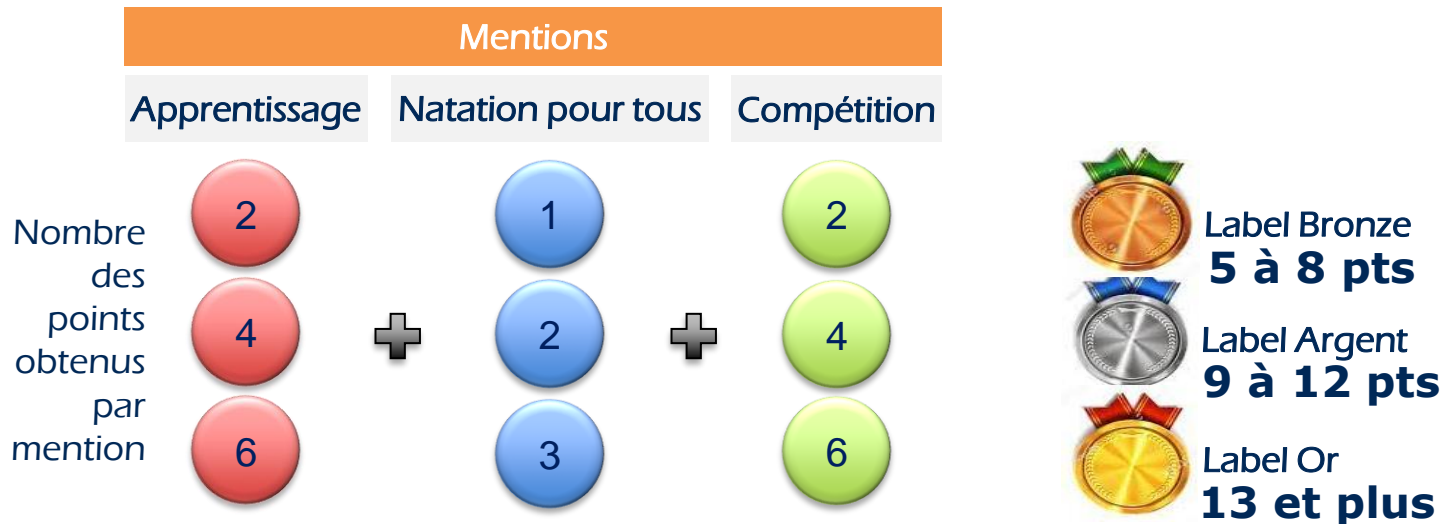 Mentions
Apprentissage
Natation pour tous
Compétition
Nombre
des
points
obtenus
par
mention
2
1
2
4
2
4
6
3
6
Label Bronze
5 à 8 pts
Label Argent
9 à 12 pts
Label Or
13 et plus